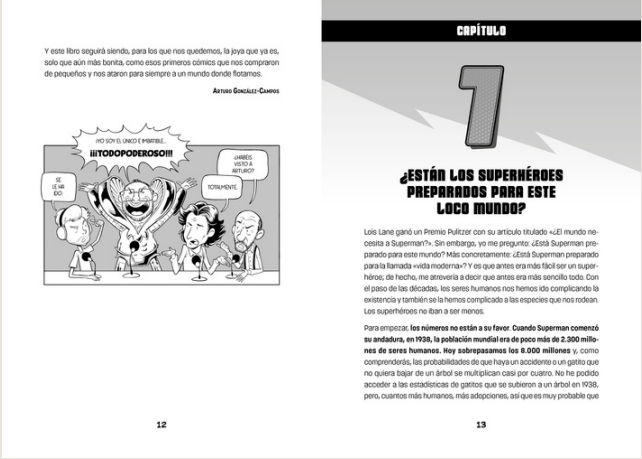 Y este libro seguirá siendo, para los que nos quedemos, la joya que ya es,
solo que aún más bonita, como esos primeros cómics que nos compraron
de pequeños y nos ataron para siempre a un mundo donde flotamos.
Arturo González-Campos
¡YO SOY EL ÚNICO E IMBATIBLE...
¡¡¡TODOPODEROSO!!!
SE
LE HA
IDO.
TOTALMENTE.
¿HABÉIS
VISTO A
ARTURO?
12
CAPÍTULO
1
¿ESTÁN LOS SUPERHÉROES
PREPARADOS PARA ESTE
LOCO MUNDO?
Lois Lane ganó un Premio Pulitzer con su artículo titulado «¿El mundo ne-
cesita a Superman?». Sin embargo, yo me pregunto: ¿Está Superman pre-
parado para este mundo? Más concretamente: ¿Está Superman preparado
para la llamada «vida moderna»? Y es que antes era más fácil ser un super-
héroe; de hecho, me atrevería a decir que antes era más sencillo todo. Con
el paso de las décadas, los seres humanos nos hemos ido complicando la
existencia y también se la hemos complicado a las especies que nos rodean.
Los superhéroes no iban a ser menos.
Para empezar, los números no están a su favor. Cuando Superman comenzó
su andadura, en 1938, la población mundial era de poco más de 2.300 millo-
nes de seres humanos. Hoy sobrepasamos los 8.000 millones y, como
comprenderás, las probabilidades de que haya un accidente o un gatito que
no quiera bajar de un árbol se multiplican casi por cuatro. No he podido
acceder a las estadísticas de gatitos que se subieron a un árbol en 1938,
pero, cuantos más humanos, más adopciones, así que es muy probable que
13